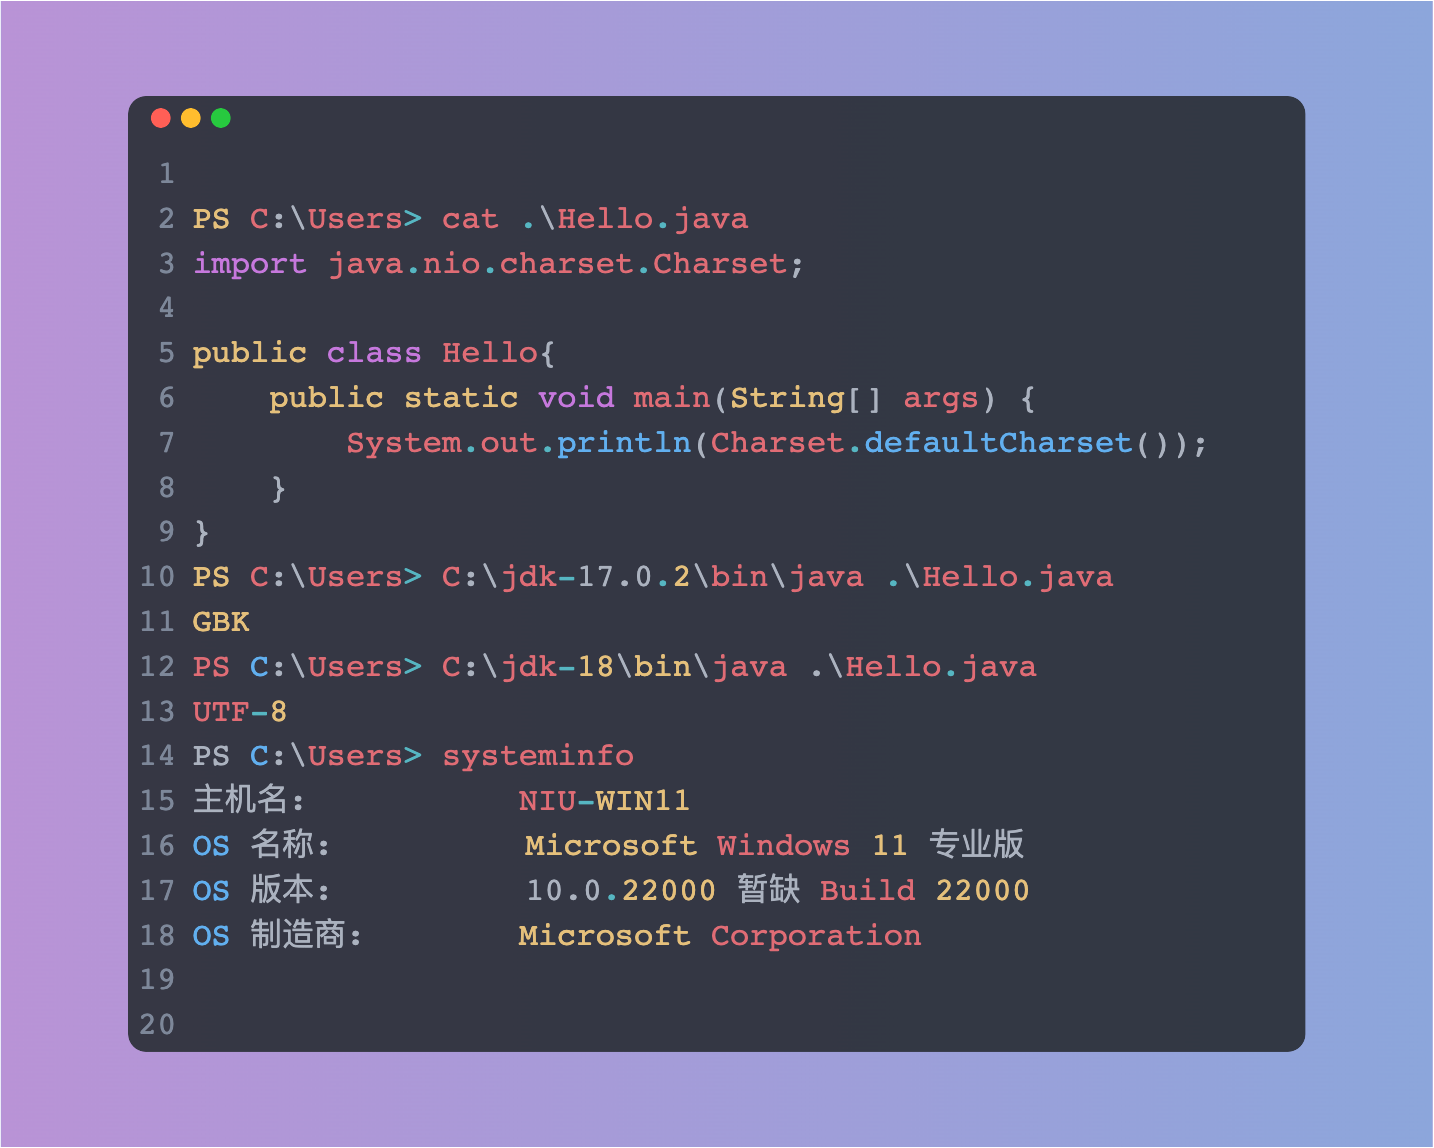 1
2 PS C:\Users> cat .\Hello.java
3 import java.nio.charset.Charset;
4
5 public class Hello{
6     public static void main(String[] args) {
7         System.out.println(Charset.defaultCharset());
8     }
9 }
10 PS C:\Users> C:\jdk-17.0.2\bin\java .\Hello.java
11 GBK
12 PS C:\Users> C:\jdk-18\bin\java .\Hello.java
13 UTF-8
14 PS C:\Users> systeminfo
15 主机名:           NIU-WIN11
16 OS 名称:          Microsoft Windows 11 专业版
17 OS 版本:          10.0.22000 暂缺 Build 22000
18 OS 制造商:        Microsoft Corporation
19
20